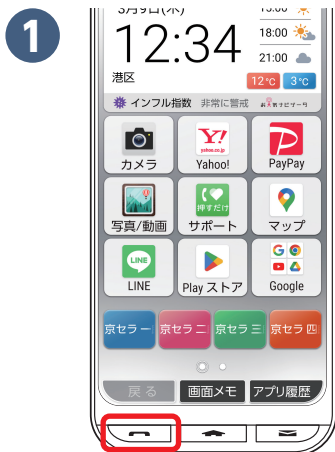 1
3月9日(木)
12:34
港区
15:00
18:00
21:00
12℃ 3℃
インフル指数 非常に警戒 お天気ナビゲータ
カメラ
Y!
yahoo.co.jp
Yahoo!
PayPay
写真/動画
押すだけ
サポート
マップ
LINE
LINE
Play ストア
G
Google
京セラ 一 京セラ 二 京セラ 三 京セラ 四
戻る 画面メモ アプリ履歴